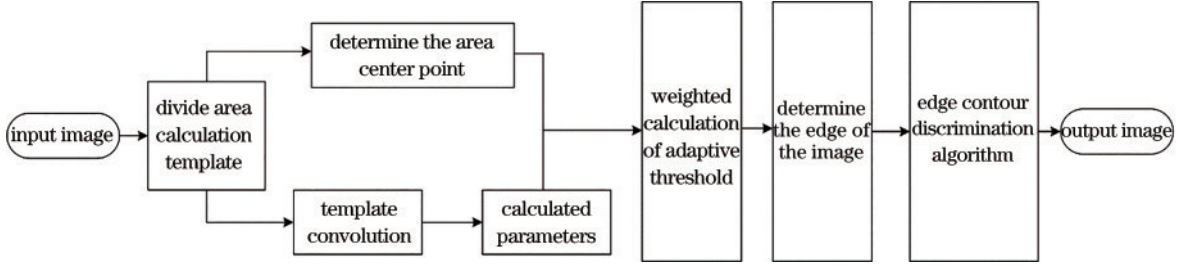 input image
divide area
calculation
template
determine the area
center point
template
convolution
calculated
parameters
weighted
calculation
of adaptive
threshold
determine
the edge of
the image
edge contour
discrimination
algorithm
output image